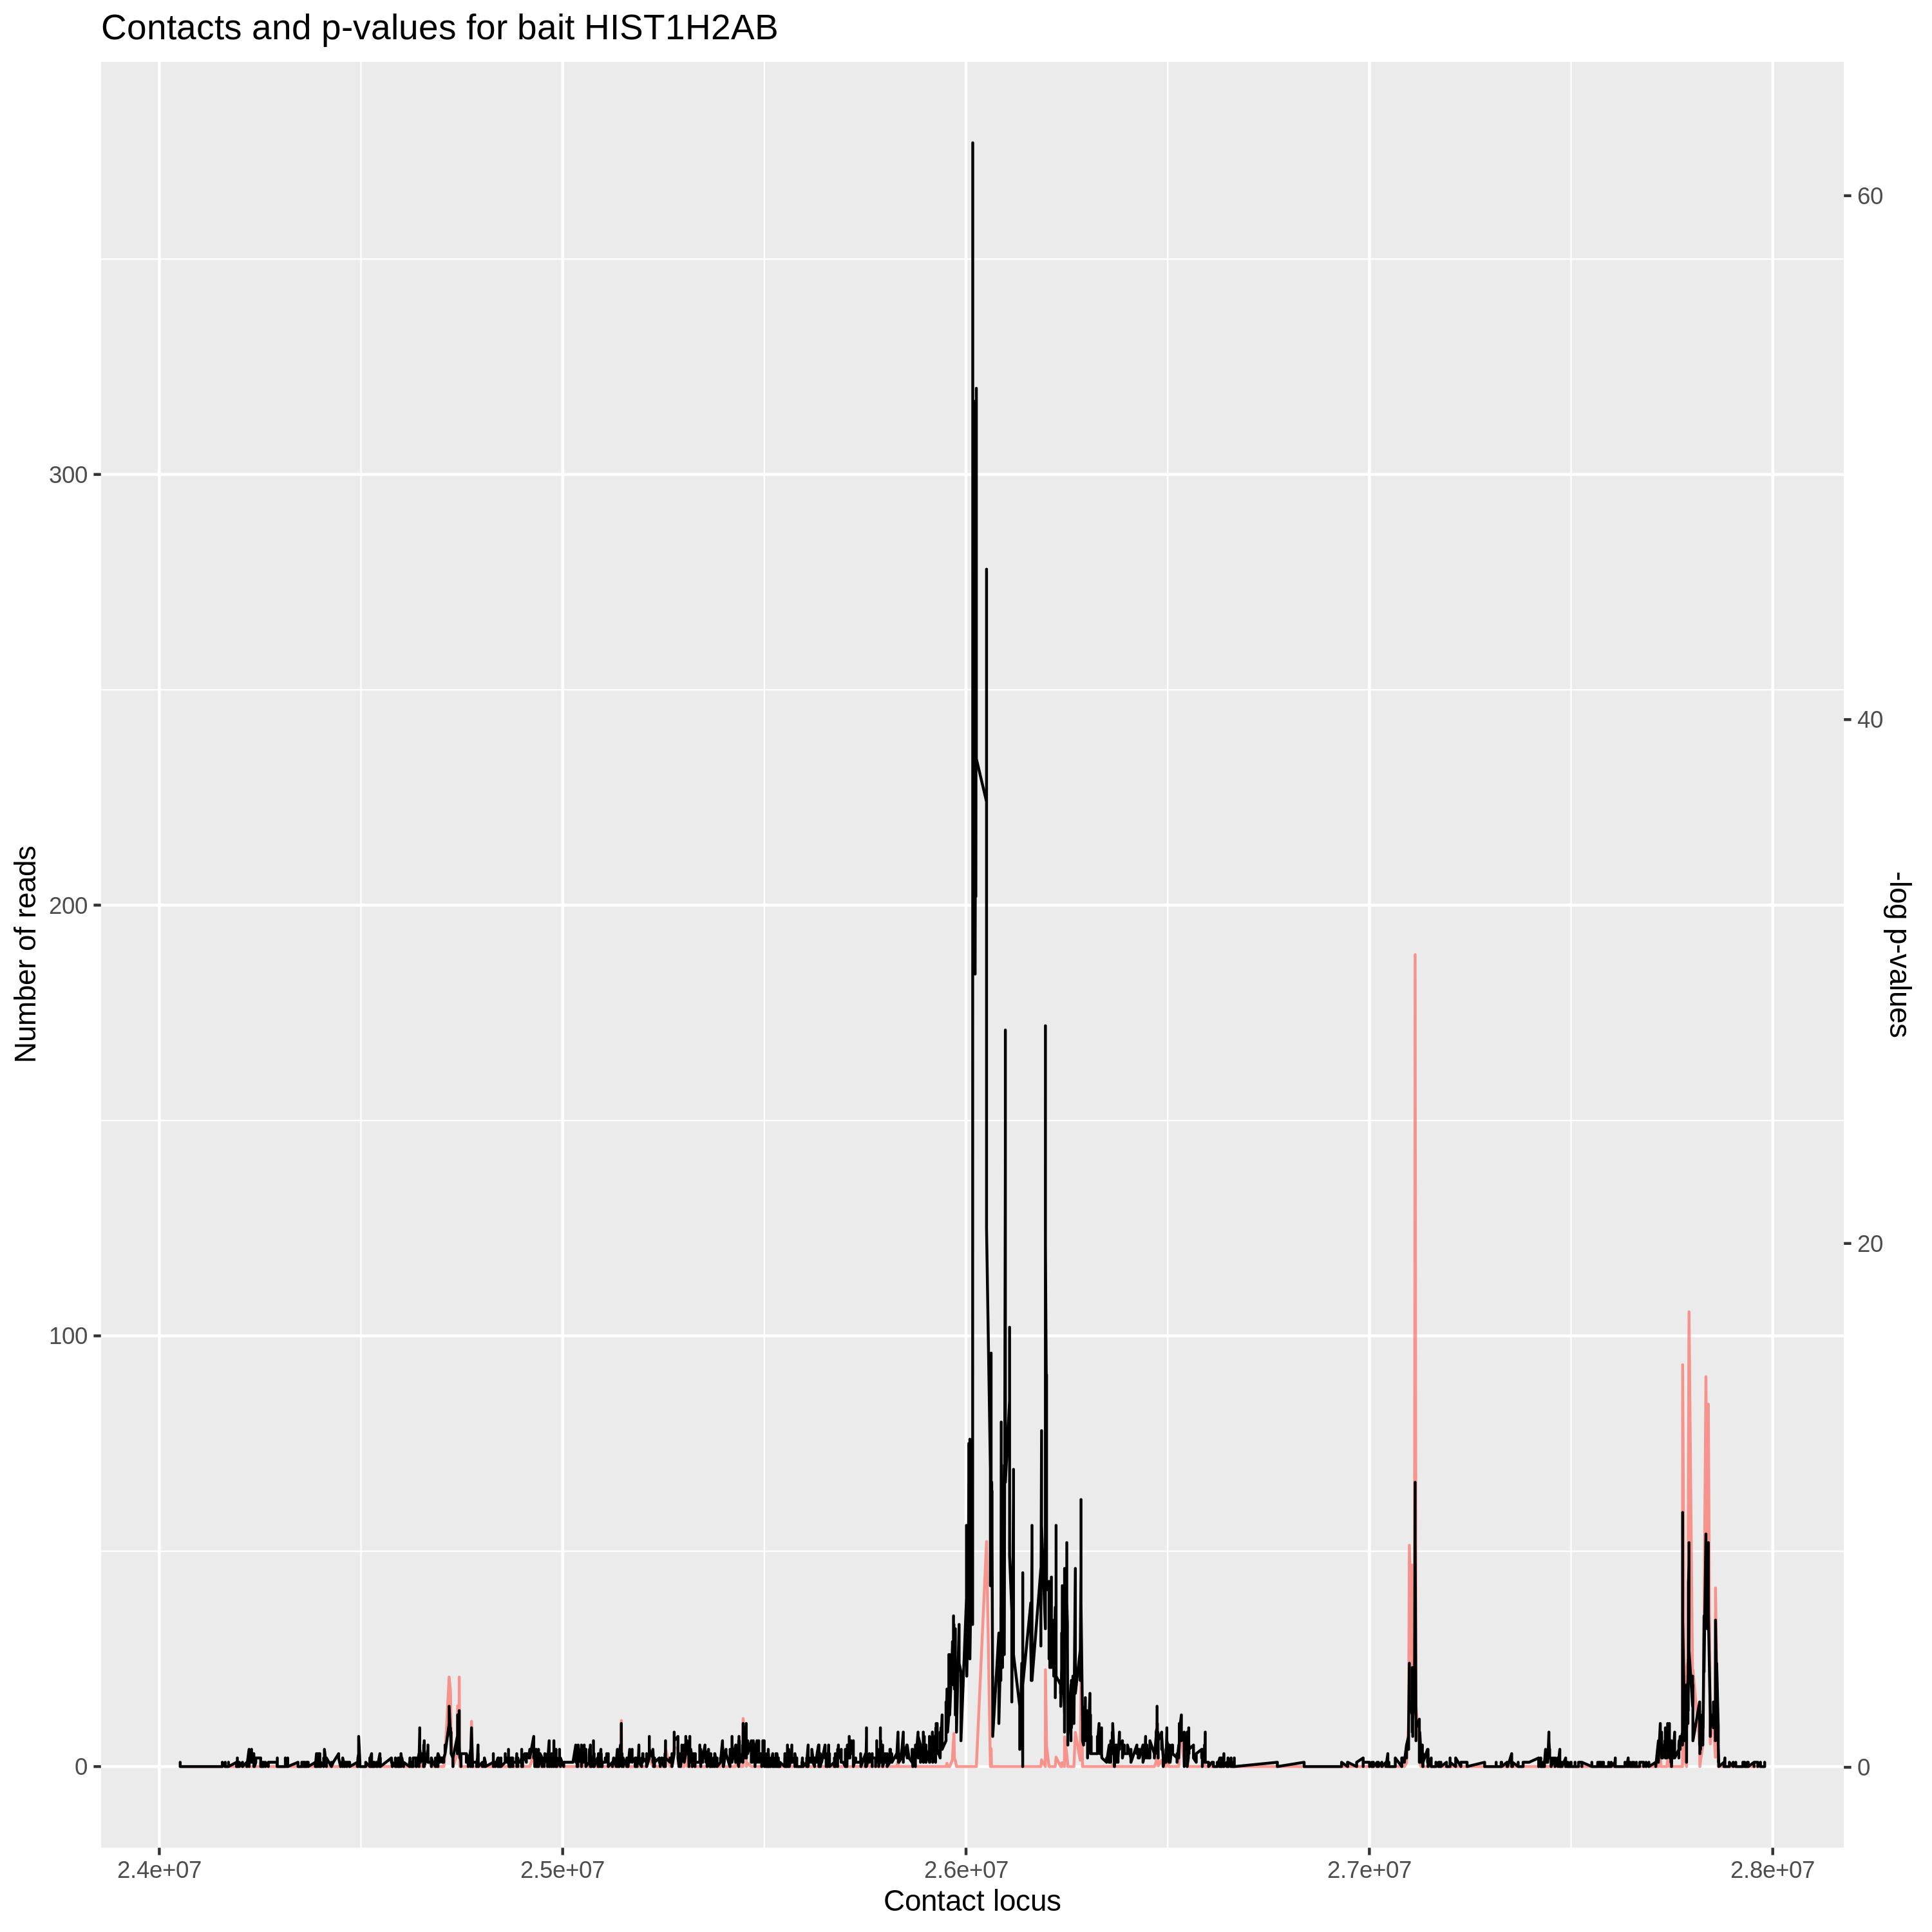 Contacts and p-values for bait HIST1H2AB
Number of reads
300
200
100
0
60
40
20
0
-log p-values
2.4e+07
2.5e+07
2.6e+07
2.7e+07
2.8e+07
Contact locus